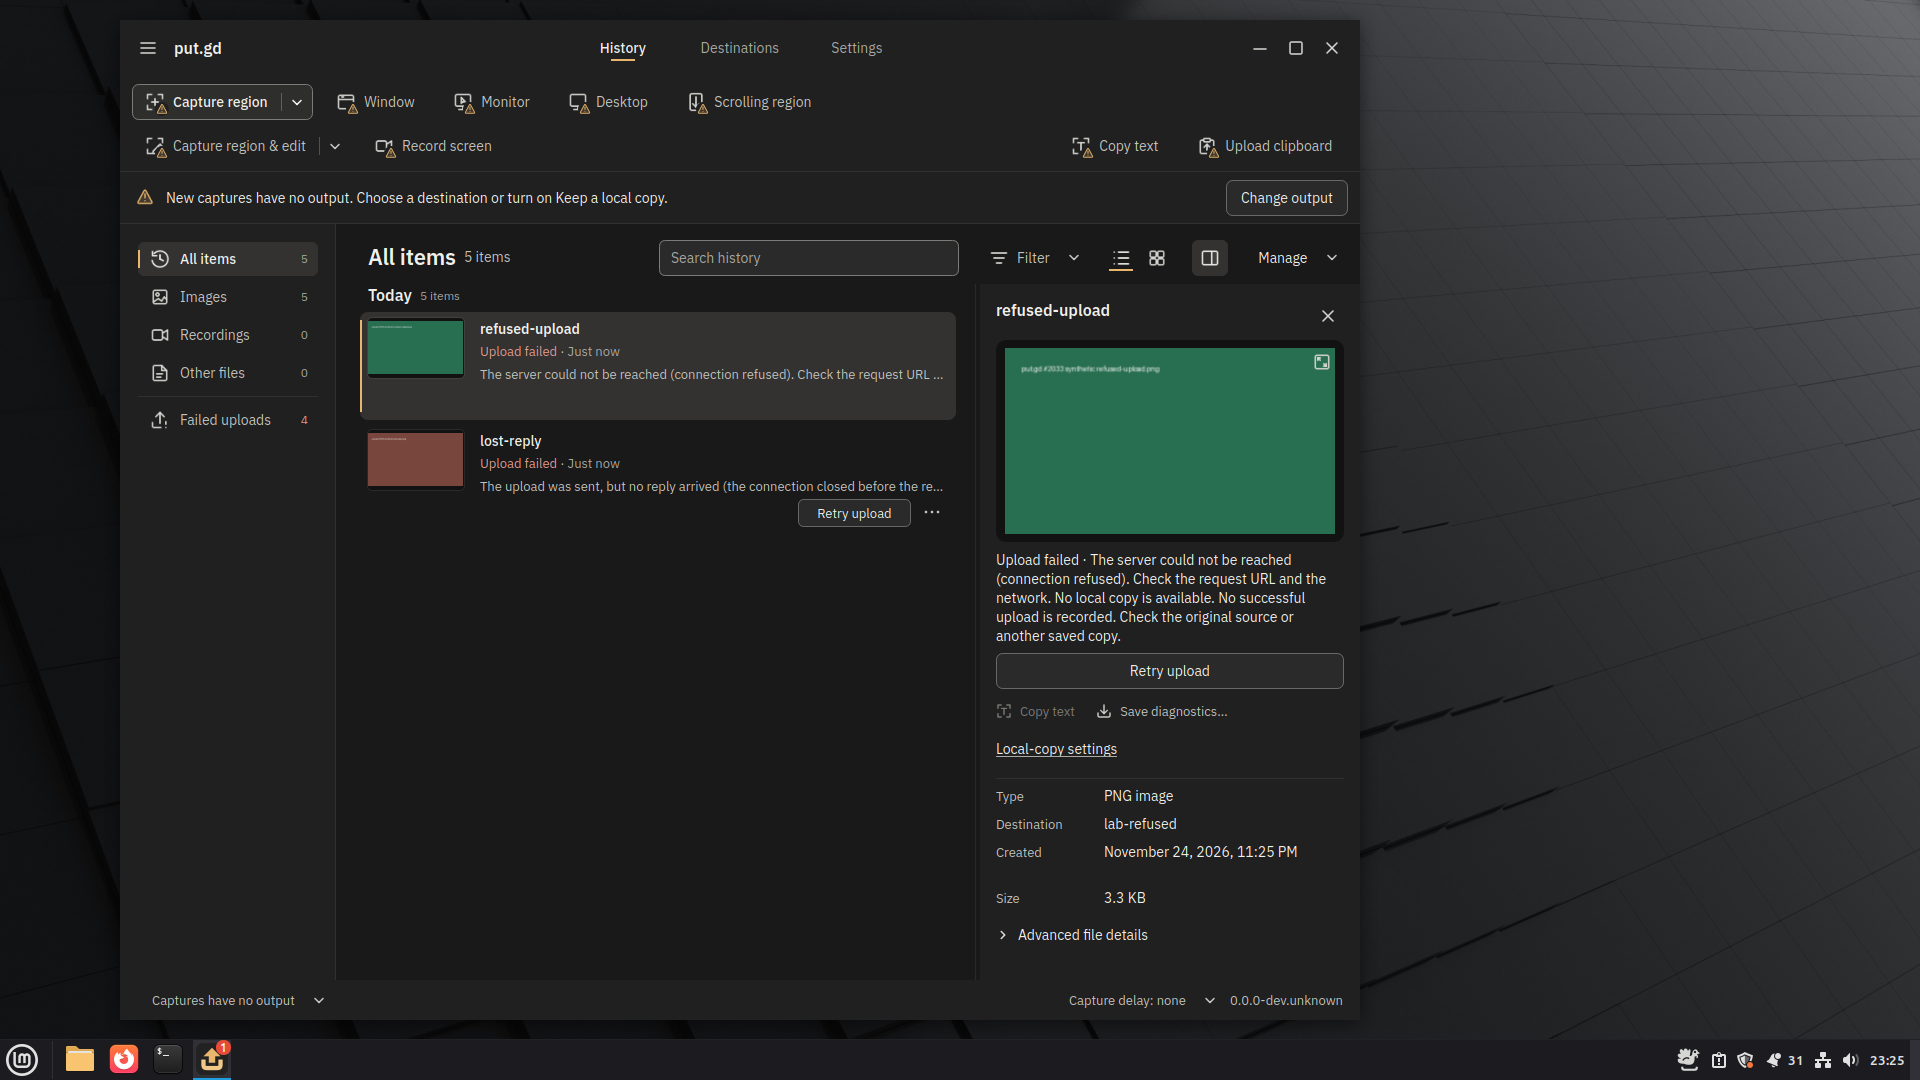 put.gd
History
Destinations
Settings
Capture region
Window
Monitor
Desktop
Scrolling region
Capture region & edit
Record screen
Copy text
Upload clipboard
New captures have no output. Choose a destination or turn on Keep a local copy.
Change output
All items 5
Images 5
Recordings 0
Other files 0
Failed uploads 4
All items 5 items
Search history
Filter
Manage
Today 5 items
refused-upload
Upload failed · Just now
The server could not be reached (connection refused). Check the request URL ...
lost-reply
Upload failed · Just now
The upload was sent, but no reply arrived (the connection closed before the re...
Retry upload
refused-upload
put.gd #2033 synthetic refused-upload.png
Upload failed · The server could not be reached
(connection refused). Check the request URL and the
network. No local copy is available. No successful
upload is recorded. Check the original source or
another saved copy.
Retry upload
Copy text
Save diagnostics...
Local-copy settings
Type PNG image
Destination lab-refused
Created November 24, 2026, 11:25 PM
Size 3.3 KB
Advanced file details
Captures have no output
Capture delay: none
0.0.0-dev.unknown
1
31
23:25